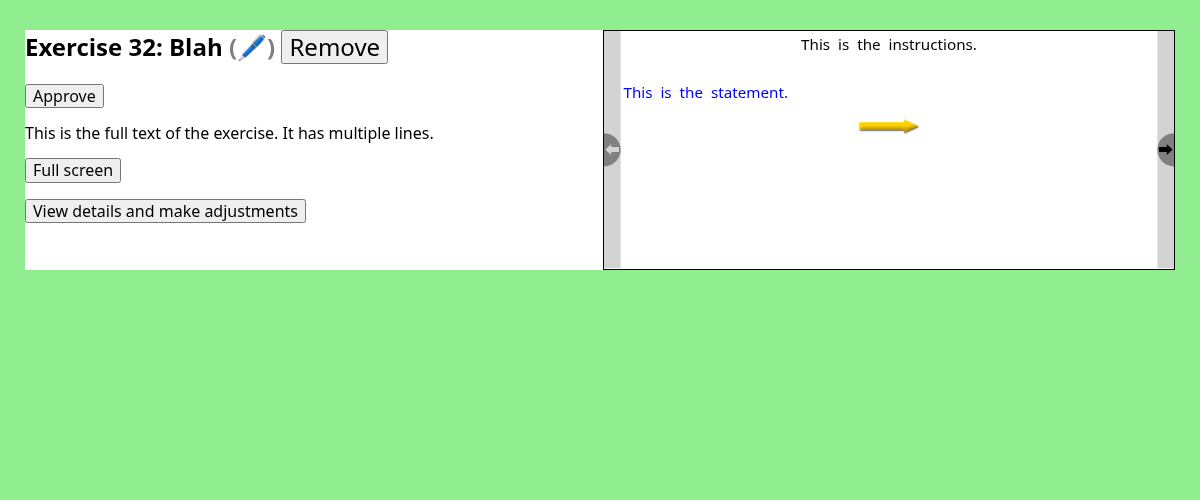 Exercise 32: Blah (🖊️) Remove
Approve
This is the full text of the exercise. It has multiple lines.
Full screen
View details and make adjustments
This is the instructions.
This is the statement.